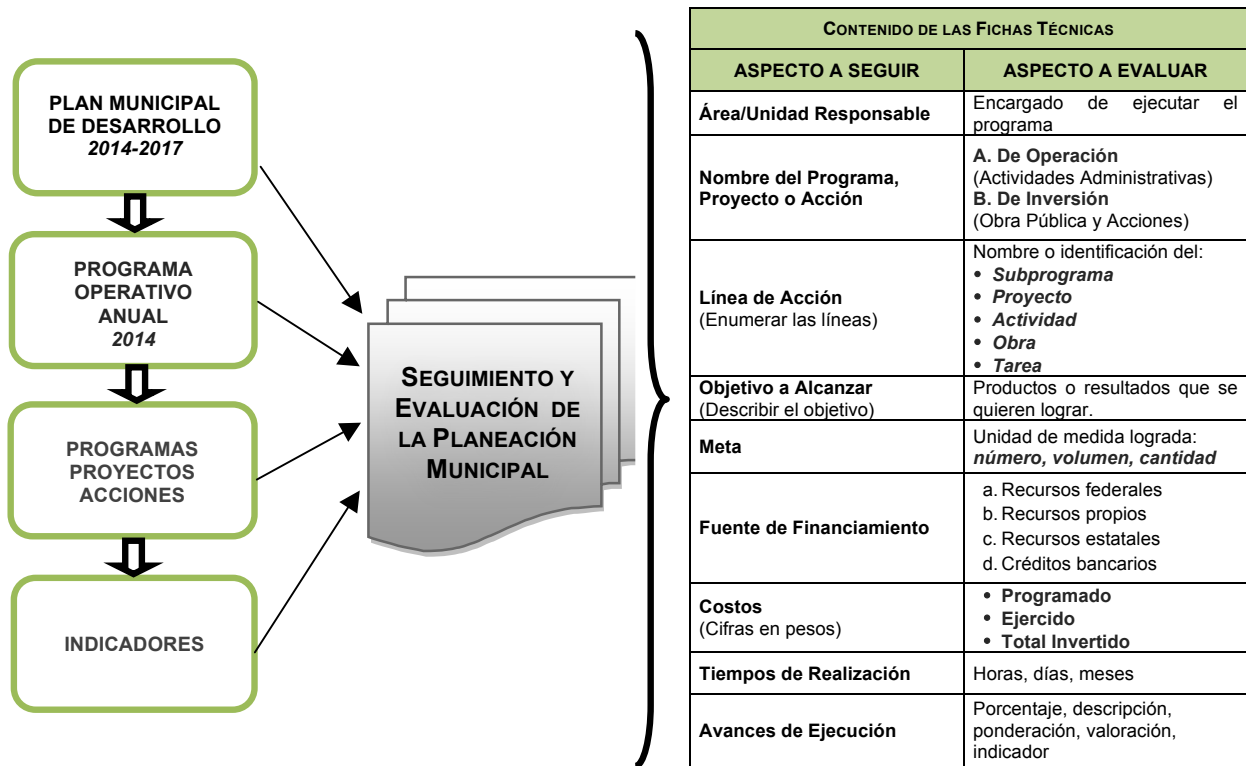 PLAN MUNICIPAL
DE DESARROLLO
2014-2017
PROGRAMA
OPERATIVO
ANUAL
2014
PROGRAMAS
PROYECTOS
ACCIONES
INDICADORES
SEGUIMIENTO Y
EVALUACIÓN DE
LA PLANEACIÓN
MUNICIPAL
CONTENIDO DE LAS FICHAS TÉCNICAS
ASPECTO A SEGUIR
ASPECTO A EVALUAR
Área/Unidad Responsable
Encargado de ejecutar el
programa
Nombre del Programa,
Proyecto o Acción
A. De Operación
(Actividades Administrativas)
B. De Inversión
(Obra Pública y Acciones)
Línea de Acción
(Enumerar las líneas)
Nombre o identificación del:
• Subprograma
• Proyecto
• Actividad
• Obra
• Tarea
Objetivo a Alcanzar
(Describir el objetivo)
Productos o resultados que se
quieren lograr.
Meta
Unidad de medida lograda:
número, volumen, cantidad
Fuente de Financiamiento
a. Recursos federales
b. Recursos propios
c. Recursos estatales
d. Créditos bancarios
Costos
(Cifras en pesos)
• Programado
• Ejercido
• Total Invertido
Tiempos de Realización
Horas, días, meses
Avances de Ejecución
Porcentaje, descripción,
ponderación, valoración,
indicador